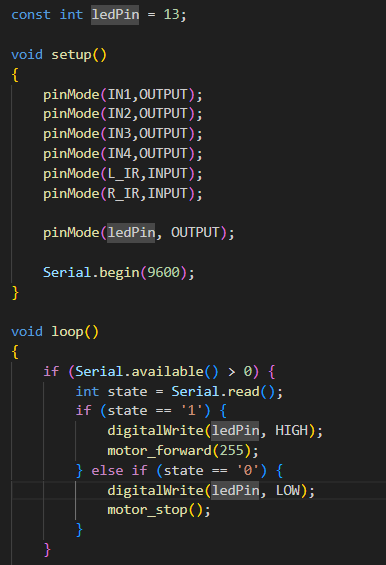 const int ledPin = 13;
void setup()
{
    pinMode(IN1,OUTPUT);
    pinMode(IN2,OUTPUT);
    pinMode(IN3,OUTPUT);
    pinMode(IN4,OUTPUT);
    pinMode(L_IR,INPUT);
    pinMode(R_IR,INPUT);
    pinMode(ledPin, OUTPUT);
    Serial.begin(9600);
}
void loop()
{
    if (Serial.available() > 0) {
        int state = Serial.read();
        if (state == '1') {
            digitalWrite(ledPin, HIGH);
            motor_forward(255);
        } else if (state == '0') {
            digitalWrite(ledPin, LOW);
            motor_stop();
        }
    }